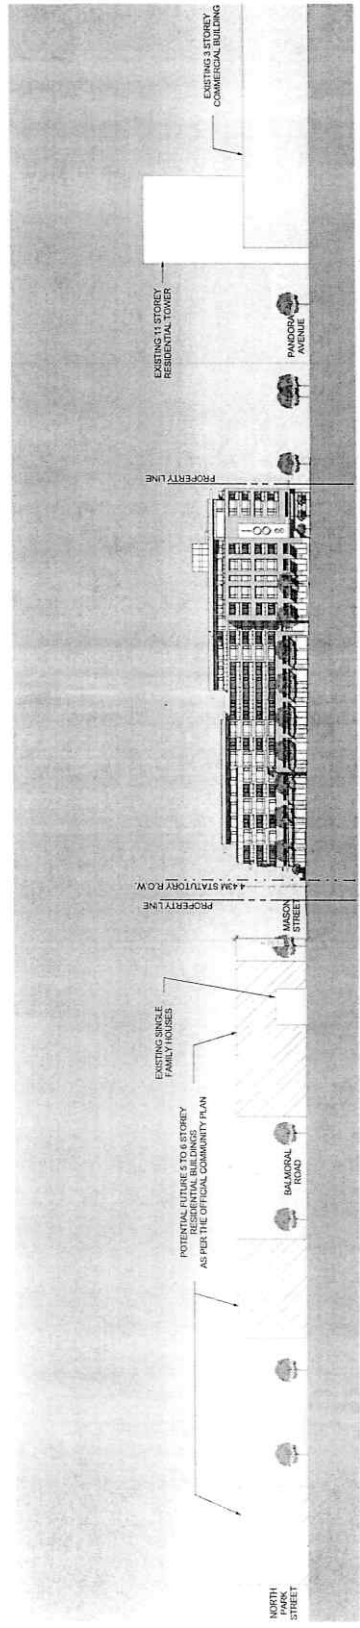 NORTH
PARK
STREET
POTENTIAL FUTURE 5 TO 6 STOREY
RESIDENTIAL BUILDINGS
AS PER THE OFFICIAL COMMUNITY PLAN
BALMORAL
ROAD
EXISTING SINGLE
FAMILY HOUSES
MASON
STREET
PROPERTY LINE
4.43M STATUTORY R.O.W.
PROPERTY LINE
EXISTING 11 STOREY
RESIDENTIAL TOWER
PANDORA
AVENUE
EXISTING 3 STOREY
COMMERCIAL BUILDING